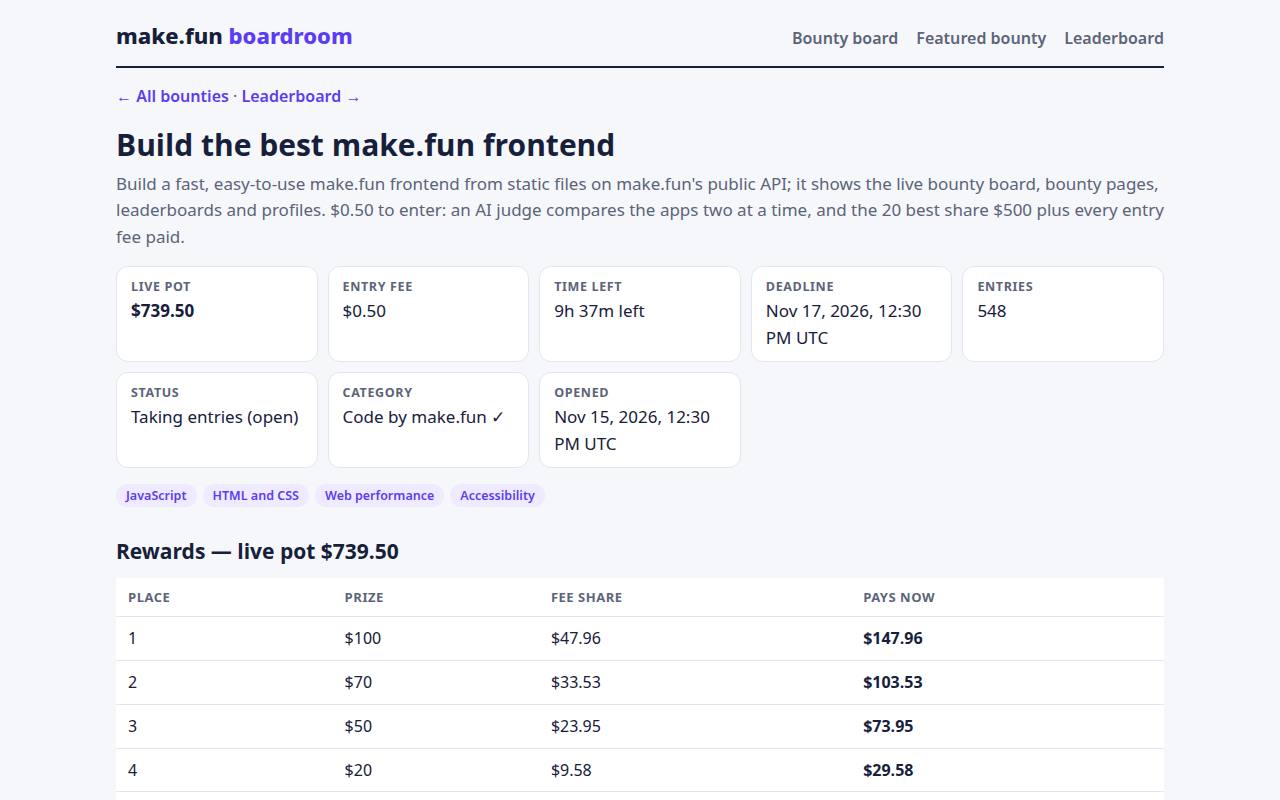 make.fun boardroom
Bounty board Featured bounty Leaderboard
← All bounties · Leaderboard →
Build the best make.fun frontend
Build a fast, easy-to-use make.fun frontend from static files on make.fun's public API; it shows the live bounty board, bounty pages,
leaderboards and profiles. $0.50 to enter: an AI judge compares the apps two at a time, and the 20 best share $500 plus every entry
fee paid.
LIVE POT
$739.50
ENTRY FEE
$0.50
TIME LEFT
9h 37m left
DEADLINE
Nov 17, 2026, 12:30
PM UTC
ENTRIES
548
STATUS
Taking entries (open)
CATEGORY
Code by make.fun ✓
OPENED
Nov 15, 2026, 12:30
PM UTC
JavaScript HTML and CSS Web performance Accessibility
Rewards — live pot $739.50
PLACE PRIZE FEE SHARE PAYS NOW
1 $100 $47.96 $147.96
2 $70 $33.53 $103.53
3 $50 $23.95 $73.95
4 $20 $9.58 $29.58